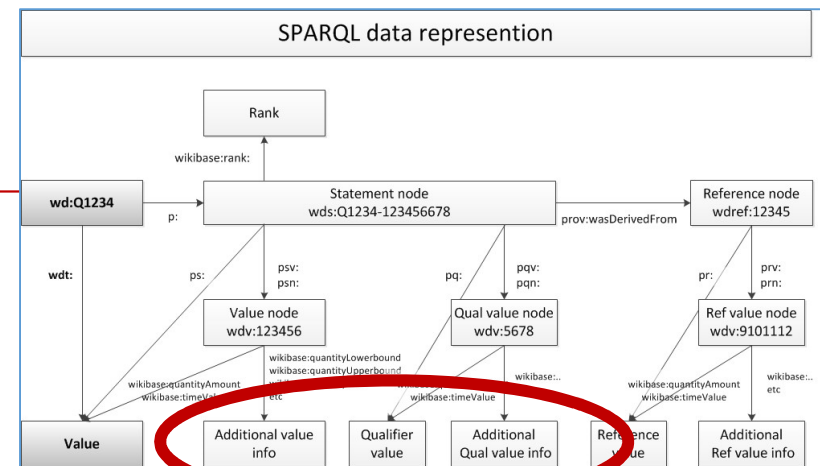 SPARQL data represention
Rank
wikibase:rank:
wd:Q1234
p:
Statement node
wds:Q1234-123456678
prov:wasDerivedFrom
Reference node
wdref:12345
wdt:
ps:
psv:
psn:
pq:
pqv:
pqn:
pr:
prv:
prn:
Value node
wdv:123456
Qual value node
wdv:5678
Ref value node
wdv:9101112
wikibase:quantityLowerbound
wikibase:quantityUpperbound
etc
wikibase:quantityAmount
wikibase:timeValue
wikibase:timeValue
wikibase:..
wikibase:quantityAmount
wikibase:timeValue
wikibase:..
etc
Value
Additional value
info
Qualifier
value
Additional
Qual value info
Reference
value
Additional
Ref value info